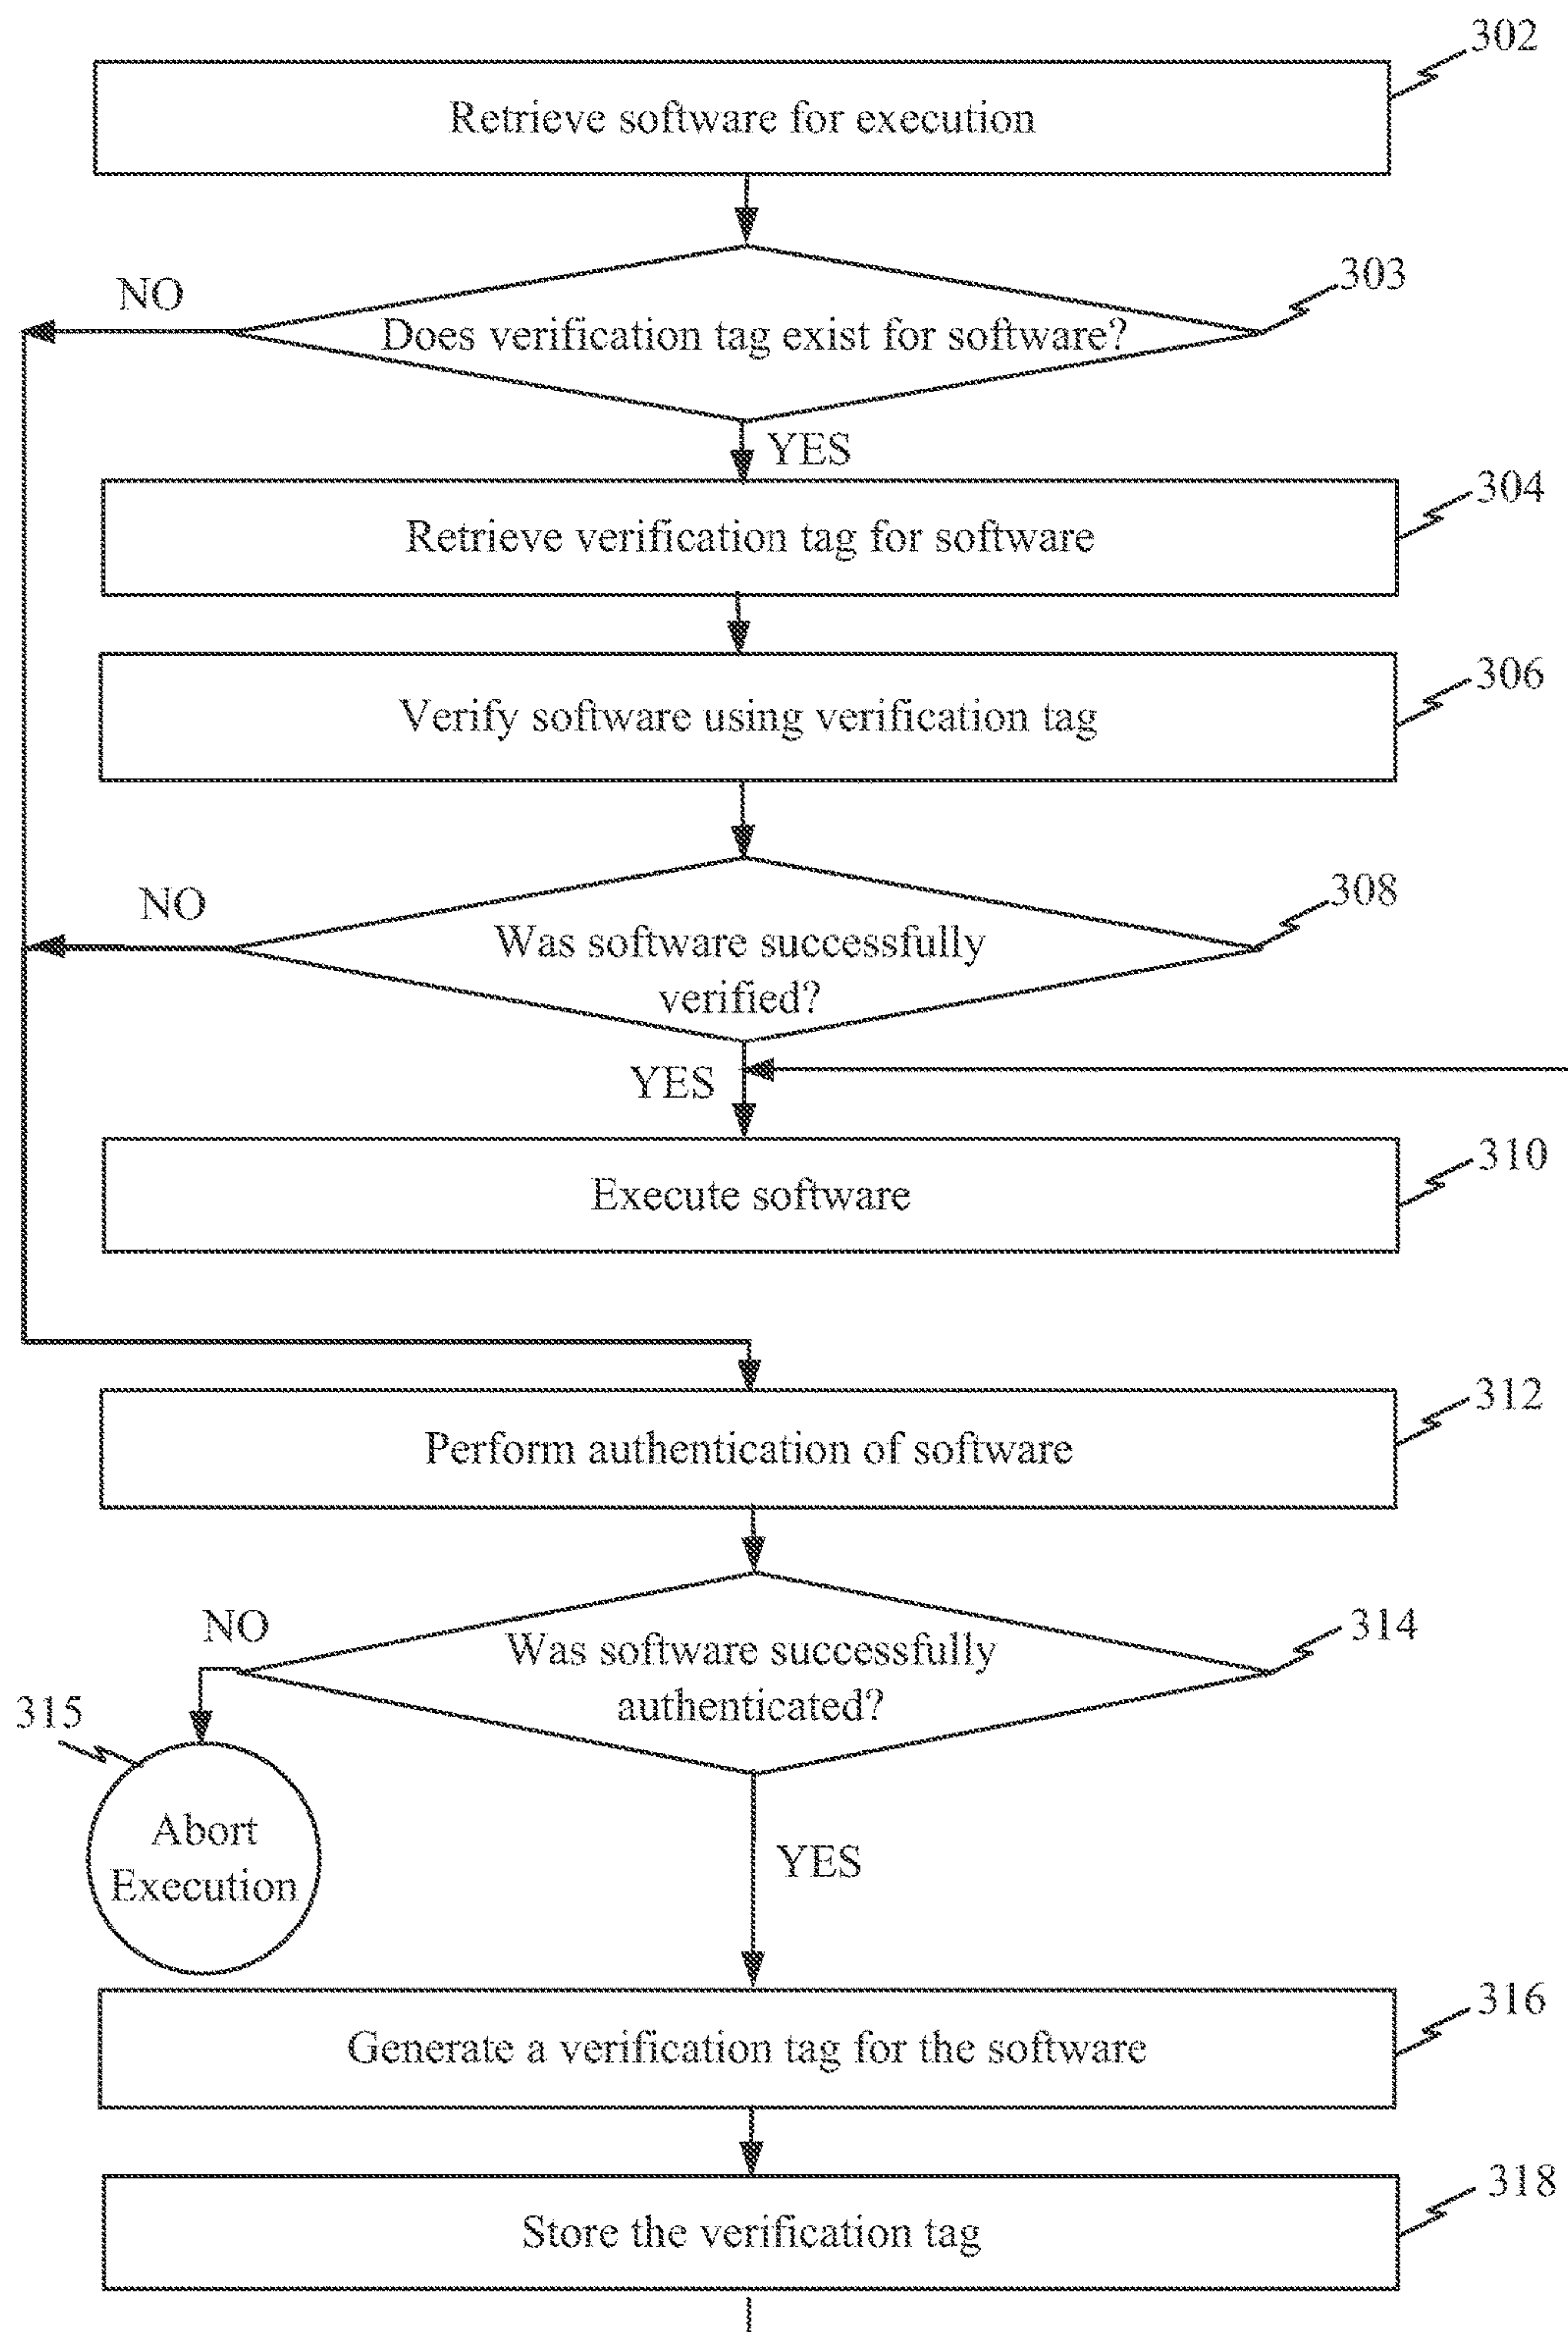 302
Retrieve software for execution
303
NO
Does verification tag exist for software?
YES
304
Retrieve verification tag for software
306
Verify software using verification tag
308
NO
Was software successfully
verified?
YES
310
Execute software
312
Perform authentication of software
314
NO
Was software successfully
authenticated?
315
Abort
Execution
YES
316
Generate a verification tag for the software
318
Store the verification tag